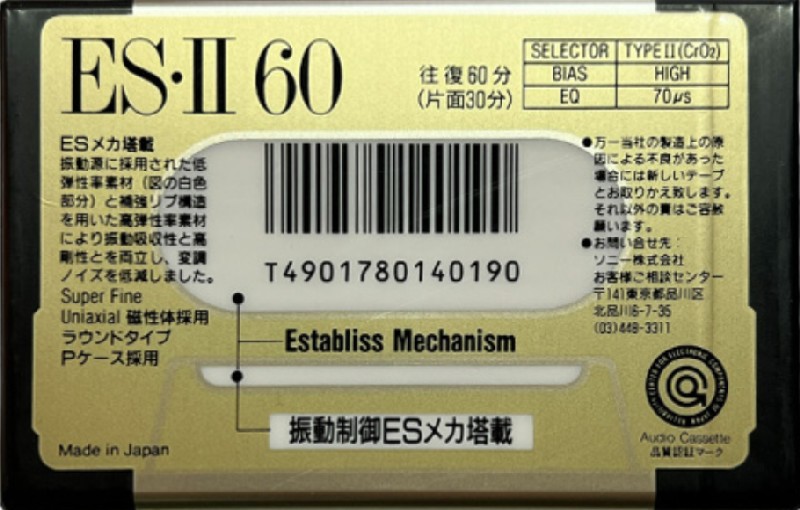 ES·II 60
往復60分
(片面30分)
SELECTOR TYPE II (CrO₂)
BIAS HIGH
EQ 70μs
ESメカ塔載
振動源に採用された低
弾性率素材(図の白色
部分)と補強リブ構造
を用いた高弾性率素材
により振動吸収性と高
剛性とを両立し、変調
ノイズを低減しました。
Super Fine
Uniaxial 磁性体採用
ラウンドタイプ
Pケース採用
Made in Japan
T4901780140190
Establiss Mechanism
振動制御ESメカ塔載
●万一当社の製造上の原
因による不良があった
場合には新しいテープ
とお取りかえ致します。
それ以外の責はご容赦
願います。
●お問い合せ先:
ソニー株式会社
お客様ご相談センター
〒141東京都品川区
北品川6-7-35
(03)448-3311
Audio Cassette
品質認証マーク